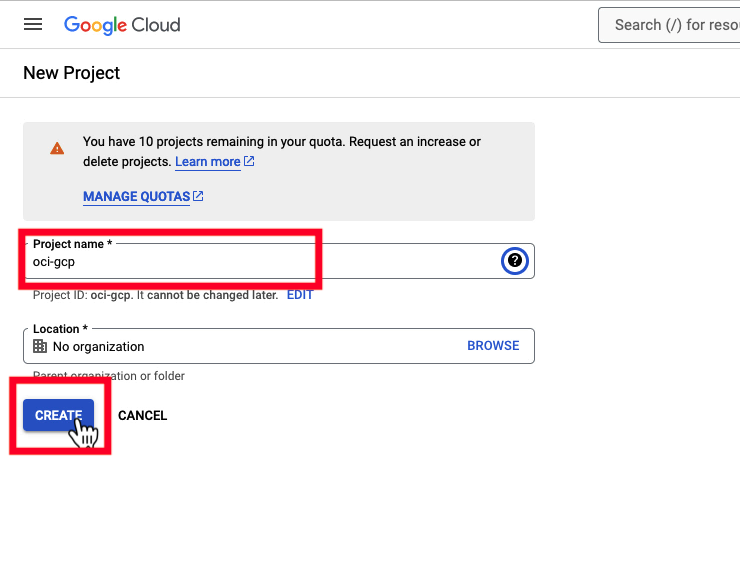 Google Cloud
Search (/) for reso
New Project
You have 10 projects remaining in your quota. Request an increase or
delete projects. Learn more
MANAGE QUOTAS
Project name *
oci-gcp
?
Project ID: oci-gcp. It cannot be changed later. EDIT
Location *
No organization
BROWSE
Parent organization or folder
CREATE
CANCEL